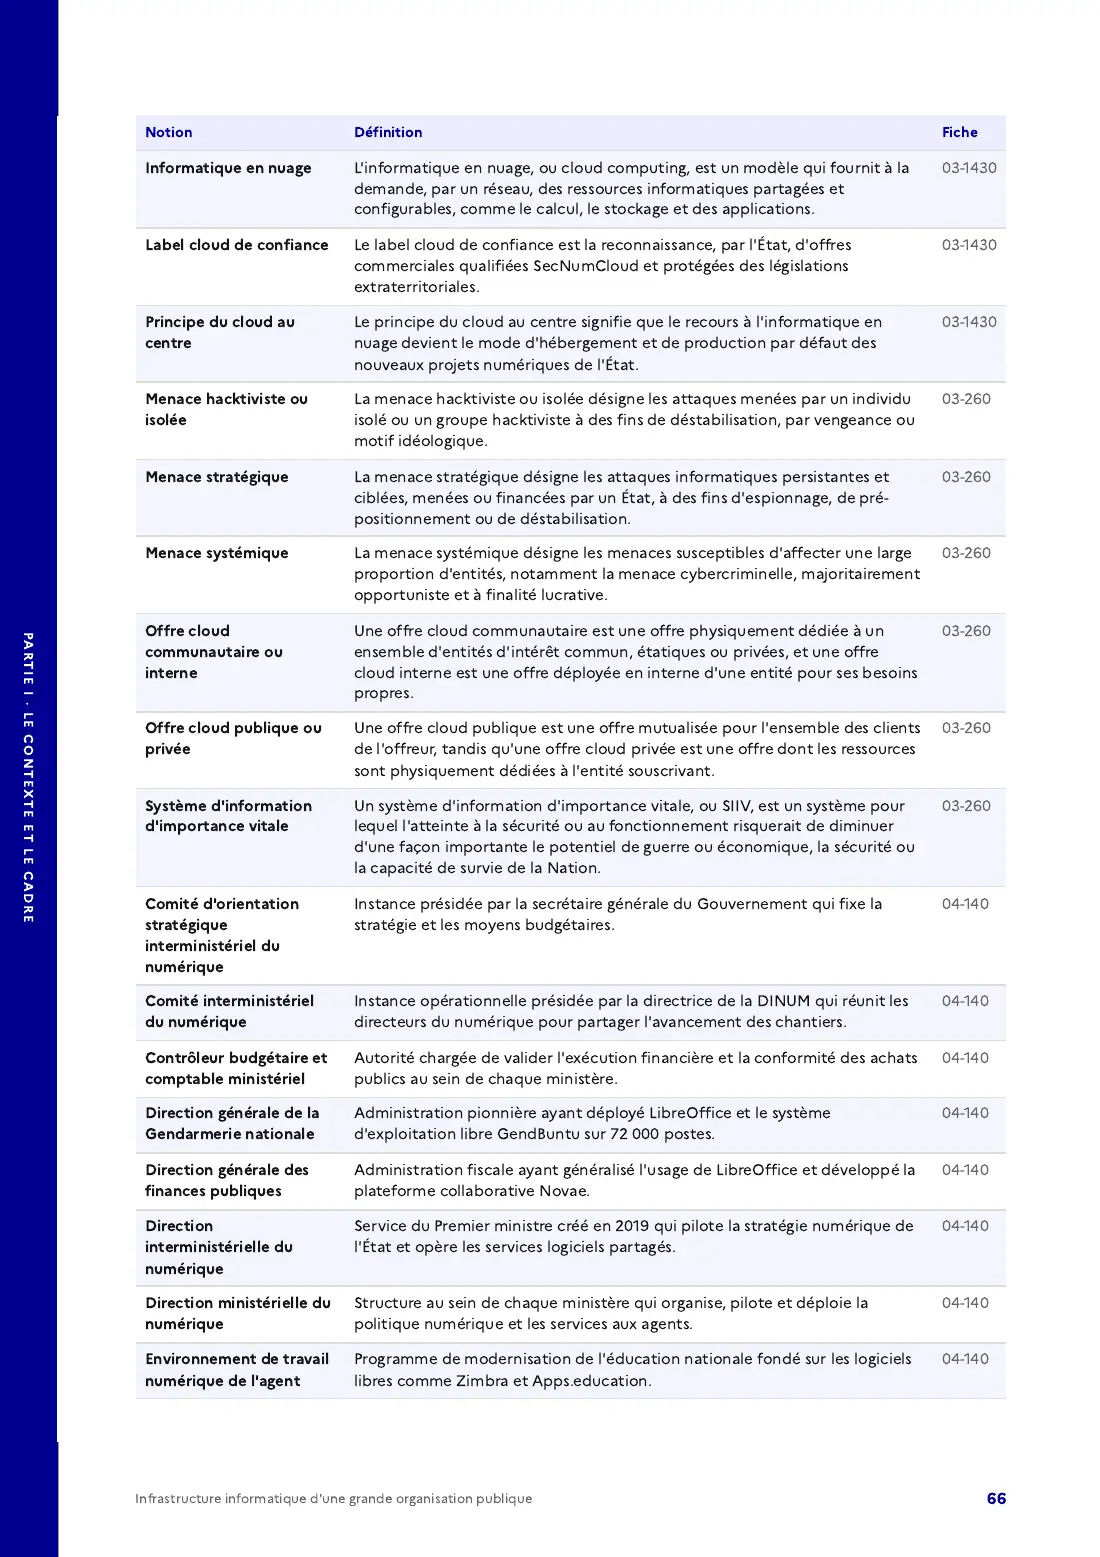 PARTIE I · LE CONTEXTE ET LE CADRE
Notion Définition Fiche
Informatique en nuage L'informatique en nuage, ou cloud computing, est un modèle qui fournit à la 03-1430
demande, par un réseau, des ressources informatiques partagées et
configurables, comme le calcul, le stockage et des applications.
Label cloud de confiance Le label cloud de confiance est la reconnaissance, par l'État, d'offres 03-1430
commerciales qualifiées SecNumCloud et protégées des législations
extraterritoriales.
Principe du cloud au Le principe du cloud au centre signifie que le recours à l'informatique en 03-1430
centre nuage devient le mode d'hébergement et de production par défaut des
nouveaux projets numériques de l'État.
Menace hacktiviste ou La menace hacktiviste ou isolée désigne les attaques menées par un individu 03-260
isolée isolé ou un groupe hacktiviste à des fins de déstabilisation, par vengeance ou
motif idéologique.
Menace stratégique La menace stratégique désigne les attaques informatiques persistantes et 03-260
ciblées, menées ou financées par un État, à des fins d'espionnage, de pré-
positionnement ou de déstabilisation.
Menace systémique La menace systémique désigne les menaces susceptibles d'affecter une large 03-260
proportion d'entités, notamment la menace cybercriminelle, majoritairement
opportuniste et à finalité lucrative.
Offre cloud Une offre cloud communautaire est une offre physiquement dédiée à un 03-260
communautaire ou ensemble d'entités d'intérêt commun, étatiques ou privées, et une offre
interne cloud interne est une offre déployée en interne d'une entité pour ses besoins
propres.
Offre cloud publique ou Une offre cloud publique est une offre mutualisée pour l'ensemble des clients 03-260
privée de l'offreur, tandis qu'une offre cloud privée est une offre dont les ressources
sont physiquement dédiées à l'entité souscrivant.
Système d'information Un système d'information d'importance vitale, ou SIIV, est un système pour 03-260
d'importance vitale lequel l'atteinte à la sécurité ou au fonctionnement risquerait de diminuer
d'une façon importante le potentiel de guerre ou économique, la sécurité ou
la capacité de survie de la Nation.
Comité d'orientation Instance présidée par la secrétaire générale du Gouvernement qui fixe la 04-140
stratégique stratégie et les moyens budgétaires.
interministériel du
numérique
Comité interministériel Instance opérationnelle présidée par la directrice de la DINUM qui réunit les 04-140
du numérique directeurs du numérique pour partager l'avancement des chantiers.
Contrôleur budgétaire et Autorité chargée de valider l'exécution financière et la conformité des achats 04-140
comptable ministériel publics au sein de chaque ministère.
Direction générale de la Administration pionnière ayant déployé LibreOffice et le système 04-140
Gendarmerie nationale d'exploitation libre GendBuntu sur 72 000 postes.
Direction générale des Administration fiscale ayant généralisé l'usage de LibreOffice et développé la 04-140
finances publiques plateforme collaborative Novae.
Direction Service du Premier ministre créé en 2019 qui pilote la stratégie numérique de 04-140
interministérielle du l'État et opère les services logiciels partagés.
numérique
Direction ministérielle du Structure au sein de chaque ministère qui organise, pilote et déploie la 04-140
numérique politique numérique et les services aux agents.
Environnement de travail Programme de modernisation de l'éducation nationale fondé sur les logiciels 04-140
numérique de l'agent libres comme Zimbra et Apps.education.
Infrastructure informatique d'une grande organisation publique 66